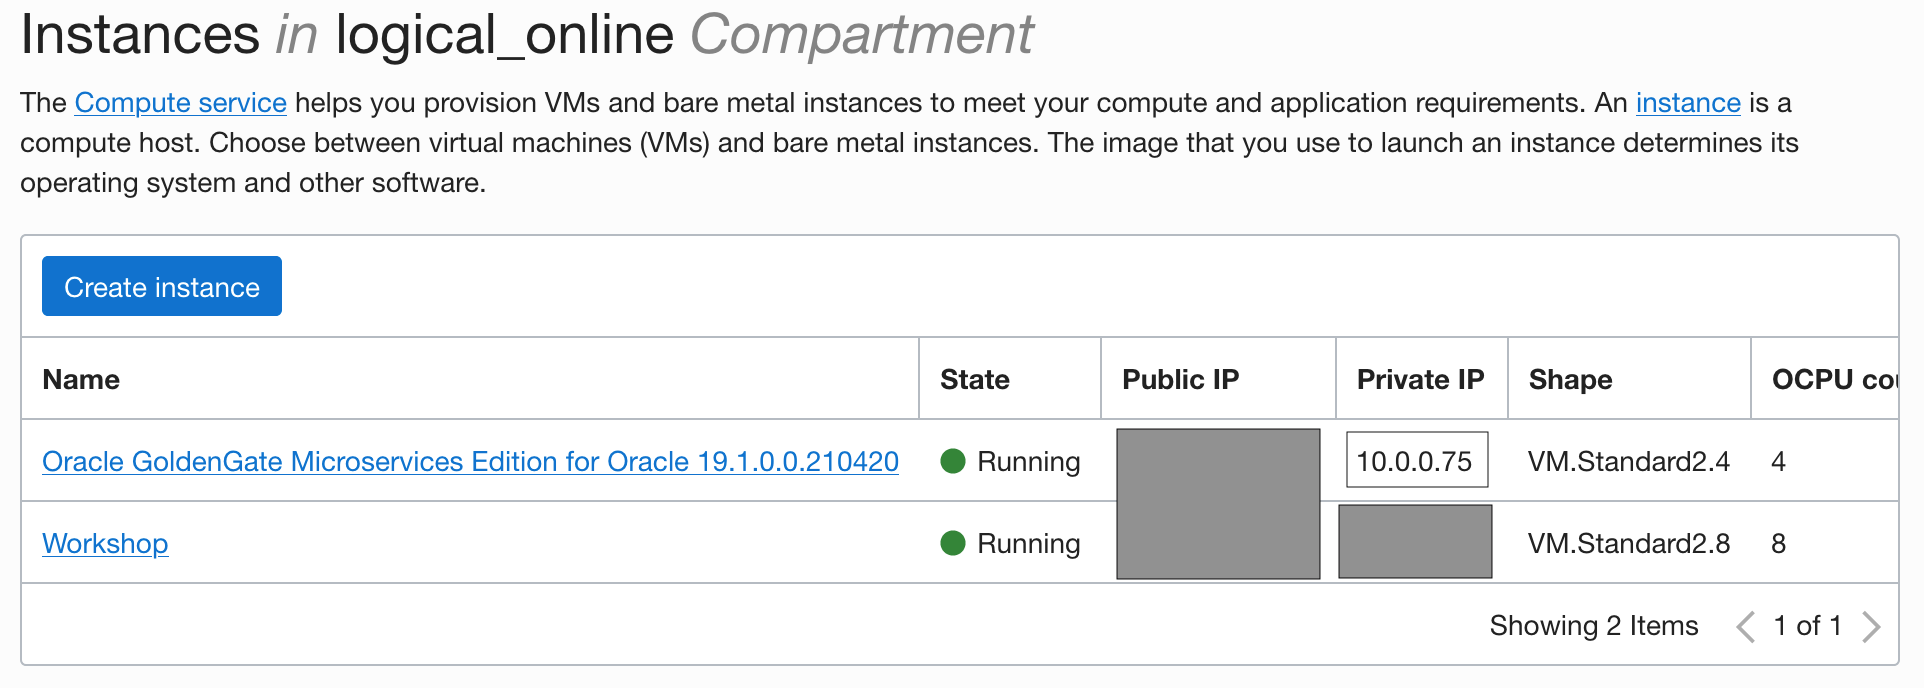 Instances in logical_online Compartment
The Compute service helps you provision VMs and bare metal instances to meet your compute and application requirements. An instance is a
compute host. Choose between virtual machines (VMs) and bare metal instances. The image that you use to launch an instance determines its
operating system and other software.
Create instance
Name State Public IP Private IP Shape OCPU cou
Oracle GoldenGate Microservices Edition for Oracle 19.1.0.0.210420 Running 10.0.0.75 VM.Standard2.4 4
Workshop Running VM.Standard2.8 8
Showing 2 Items 1 of 1